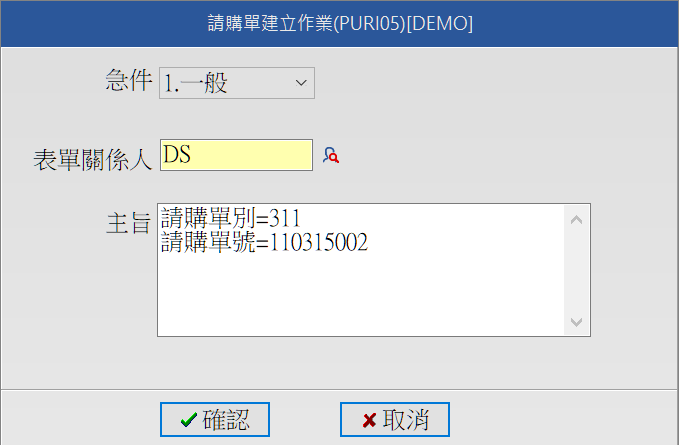 請購單建立作業(PURI05)[DEMO]
急件 1.一般
表單關係人 DS
主旨 請購單別=311
請購單號=110315002
確認 取消